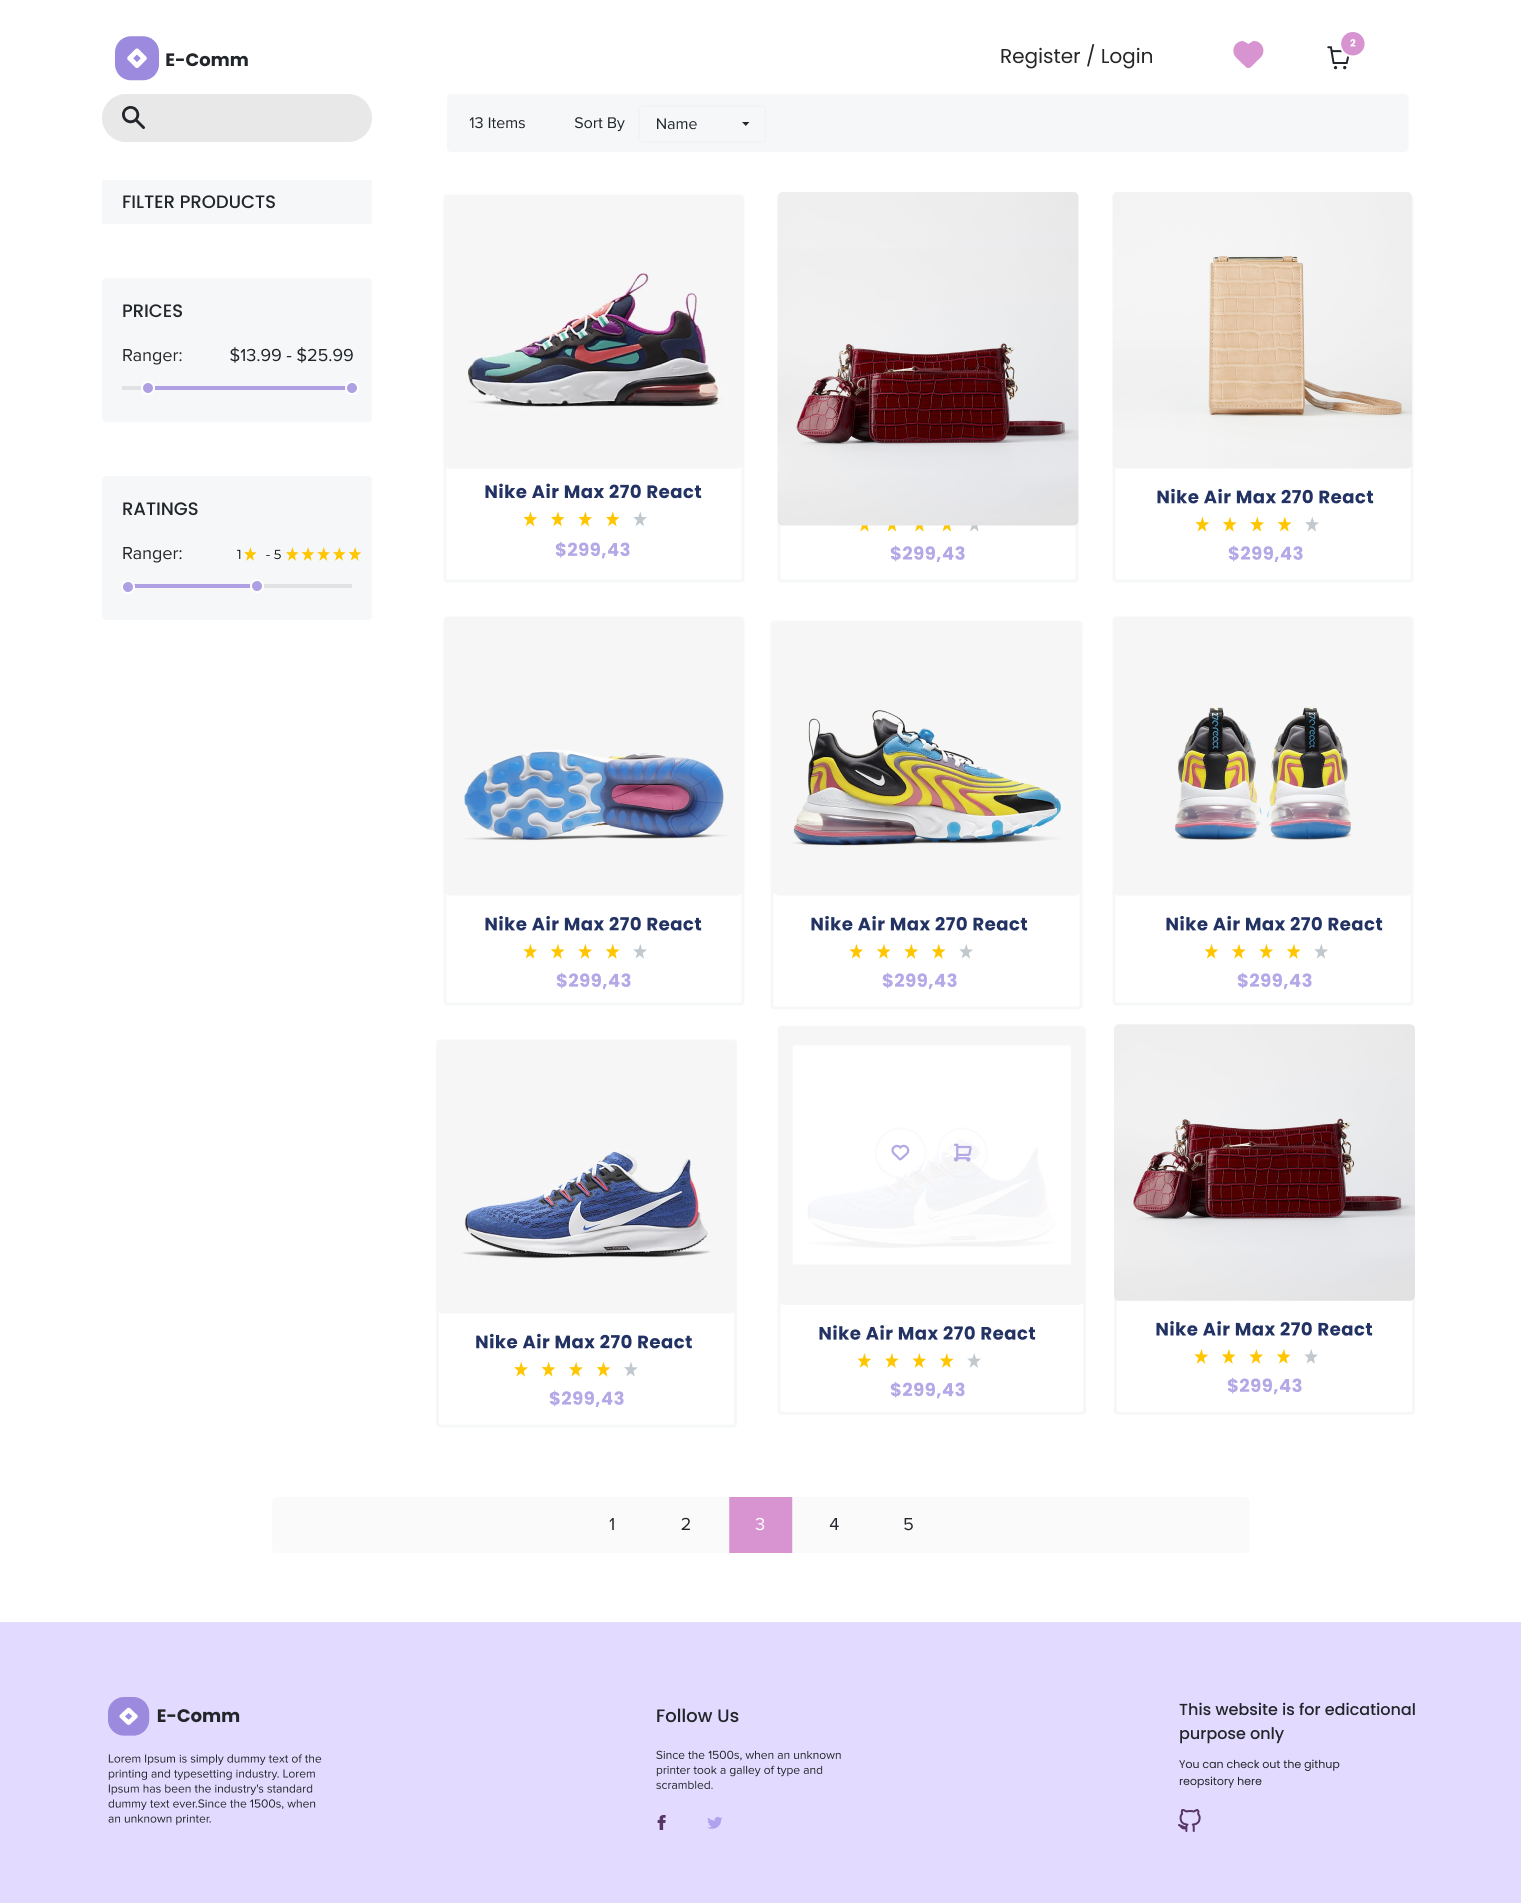 E-Comm
Register / Login
2
13 Items
Sort By
Name
FILTER PRODUCTS
PRICES
Ranger:
$13.99 - $25.99
RATINGS
Ranger:
1 - 5
Nike Air Max 270 React
$299,43
$299,43
Nike Air Max 270 React
$299,43
Nike Air Max 270 React
$299,43
Nike Air Max 270 React
$299,43
Nike Air Max 270 React
$299,43
Nike Air Max 270 React
$299,43
Nike Air Max 270 React
$299,43
Nike Air Max 270 React
$299,43
1 2 3 4 5
E-Comm
Lorem Ipsum is simply dummy text of the
printing and typesetting industry. Lorem
Ipsum has been the industry's standard
dummy text ever.Since the 1500s, when
an unknown printer.
Follow Us
Since the 1500s, when an unknown
printer took a galley of type and
scrambled.
This website is for edicational
purpose only
You can check out the githup
reopsitory here